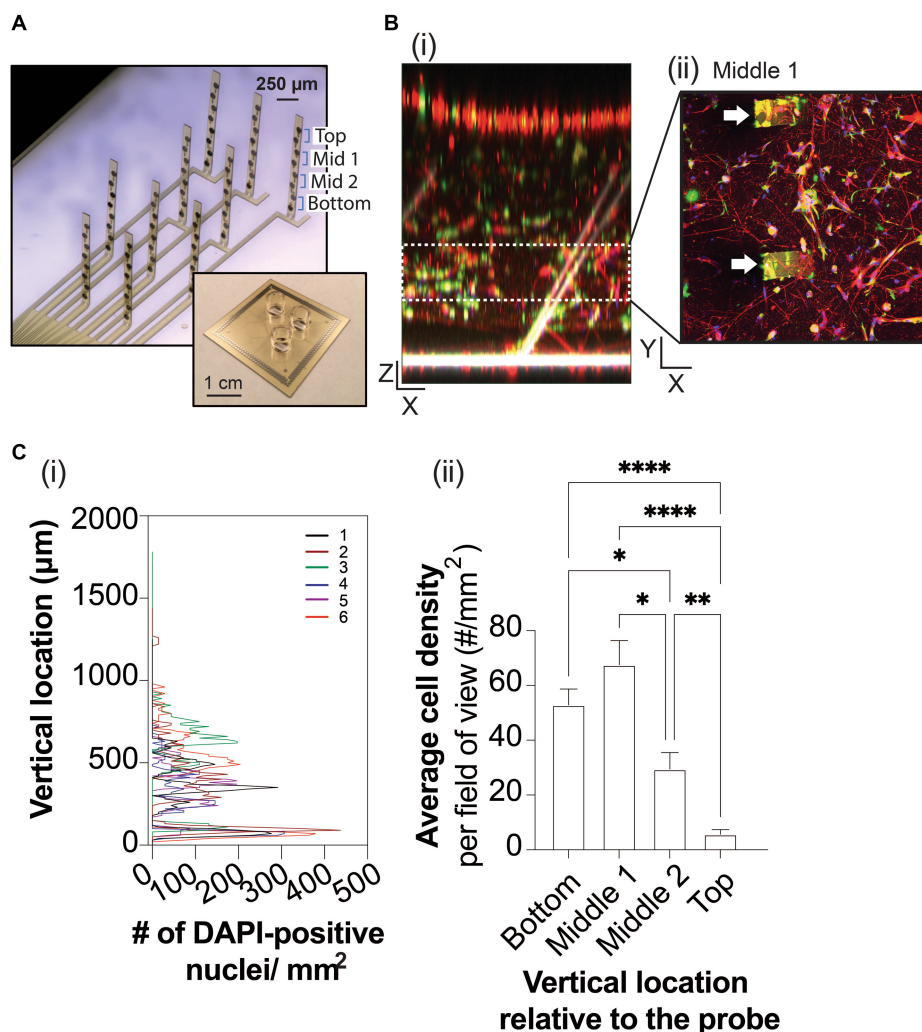 A
250 µm
Top
Mid 1
Mid 2
Bottom
1 cm
B
(i)
Z
X
(ii) Middle 1
Y
X
C
(i)
Vertical location (µm)
2000
1500
1000
500
0
1
2
3
4
5
6
0
100
200
300
400
500
# of DAPI-positive
nuclei/ mm2
(ii)
****
****
*
*
**
Average cell density
per field of view (#/mm2)
80
60
40
20
0
Bottom
Middle 1
Middle 2
Top
Vertical location
relative to the probe